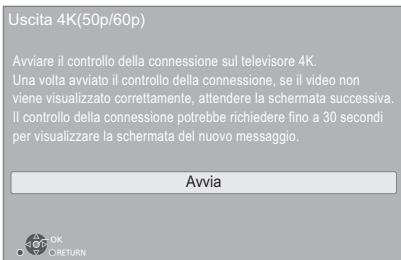 Uscita 4K(50p/60p)
Avviare il controllo della connessione sul televisore 4K.
Una volta avviato il controllo della connessione, se il video non
viene visualizzato correttamente, attendere la schermata successiva.
Il controllo della connessione potrebbe richiedere fino a 30 secondi
per visualizzare la schermata del nuovo messaggio.
Avvia
OK
RETURN